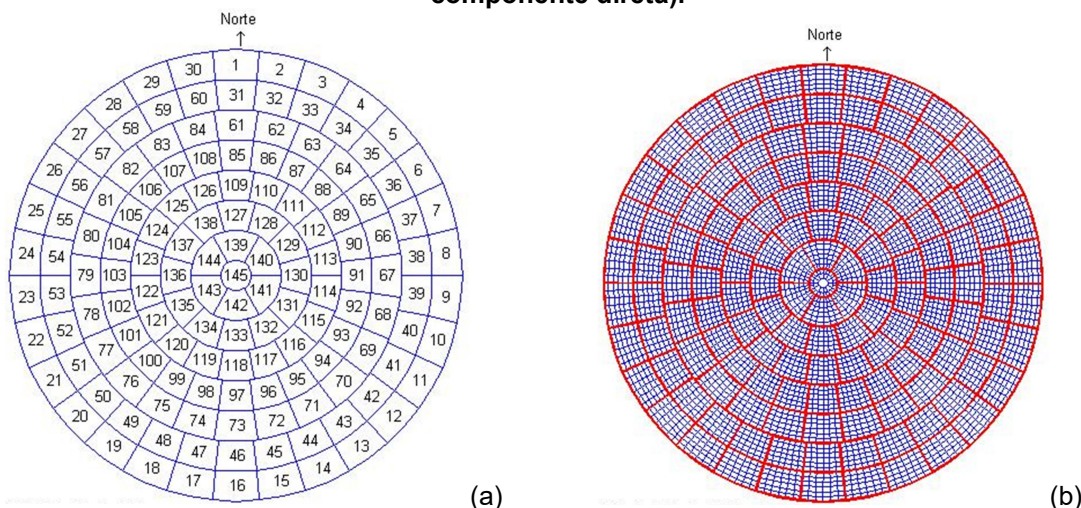 componente direta).
Norte
↑
1 2 3 4 5 6 7 8 9 10 11 12 13 14 15 16 17 18 19 20 21 22 23 24 25 26 27 28 29 30
31 32 33 34 35 36 37 38 39 40 41 42 43 44 45 46 47 48 49 50 51 52 53 54 55 56 57 58 59 60
61 62 63 64 65 66 67 68 69 70 71 72 73 74 75 76 77 78 79 80 81 82 83 84
85 86 87 88 89 90 91 92 93 94 95 96 97 98 99 100 101 102 103 104 105 106 107 108
109 110 111 112 113 114 115 116 117 118 119 120 121 122 123 124 125 126
127 128 129 130 131 132 133 134 135 136 137 138
139 140 141 142 143 144
145
(a)
Norte
↑
(b)